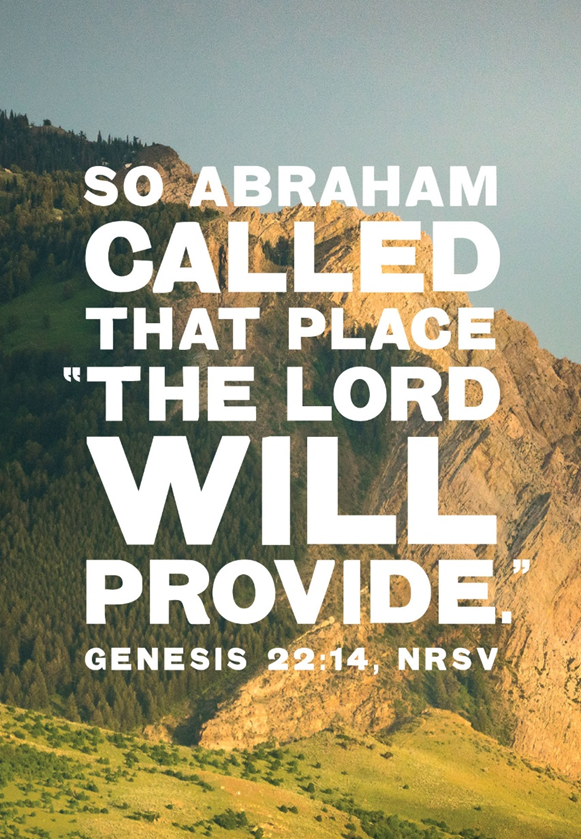 SO ABRAHAM
CALLED
THAT PLACE
“THE LORD
WILL
PROVIDE.”
GENESIS 22:14, NRSV